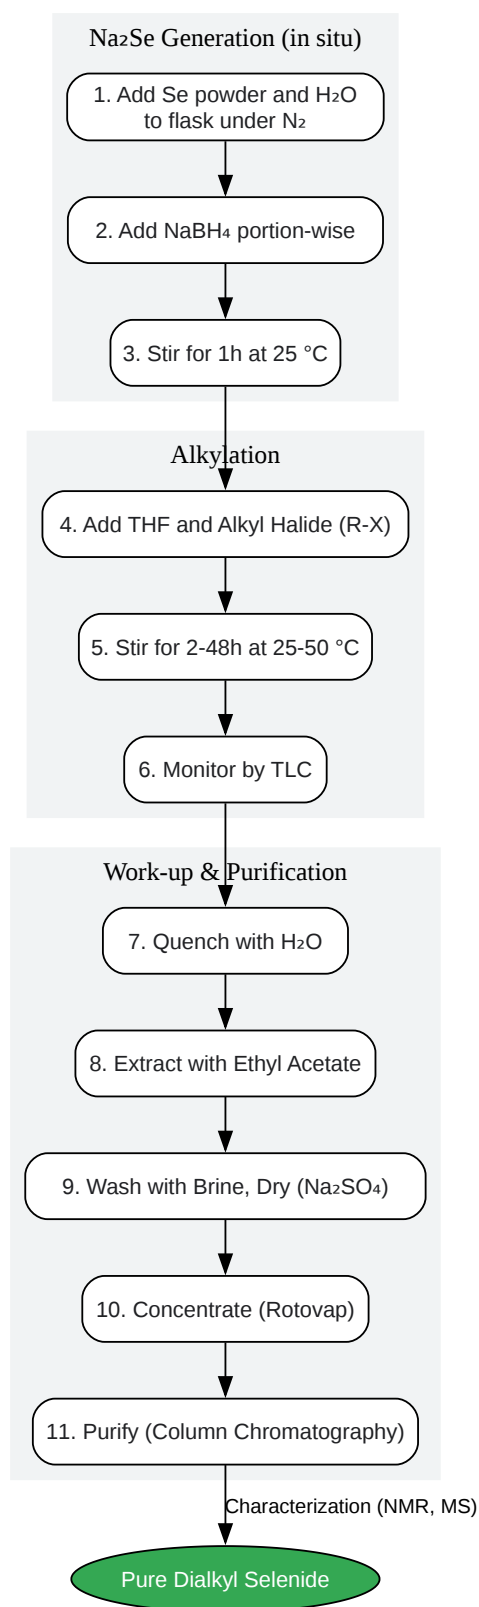 Na₂Se Generation (in situ)
1. Add Se powder and H₂O
to flask under N₂
2. Add NaBH₄ portion-wise
3. Stir for 1h at 25 °C
Alkylation
4. Add THF and Alkyl Halide (R-X)
5. Stir for 2-48h at 25-50 °C
6. Monitor by TLC
Work-up & Purification
7. Quench with H₂O
8. Extract with Ethyl Acetate
9. Wash with Brine, Dry (Na₂SO₄)
10. Concentrate (Rotovap)
11. Purify (Column Chromatography)
Characterization (NMR, MS)
Pure Dialkyl Selenide